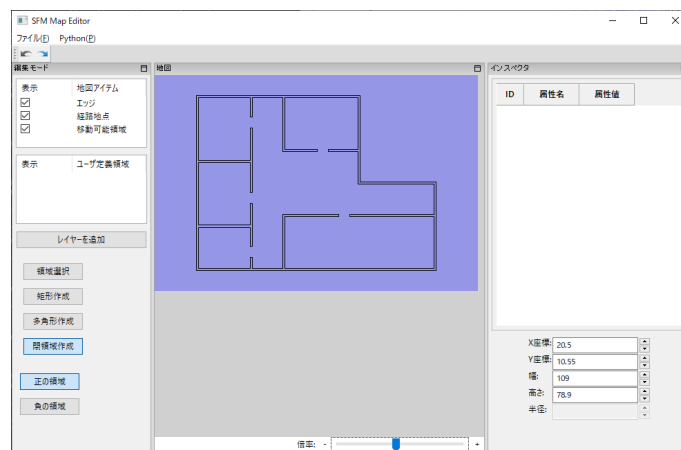 SFM Map Editor
ファイル(F) Python(P)
編集モード
表示 地図アイテム
エッジ
経路地点
移動可能領域
表示 ユーザ定義領域
レイヤーを追加
領域選択
矩形作成
多角形作成
閉領域作成
正の領域
負の領域
地図
倍率: - +
インスペクタ
ID 属性名 属性値
X座標: 20.5
Y座標: 10.55
幅: 109
高さ: 78.9
半径: